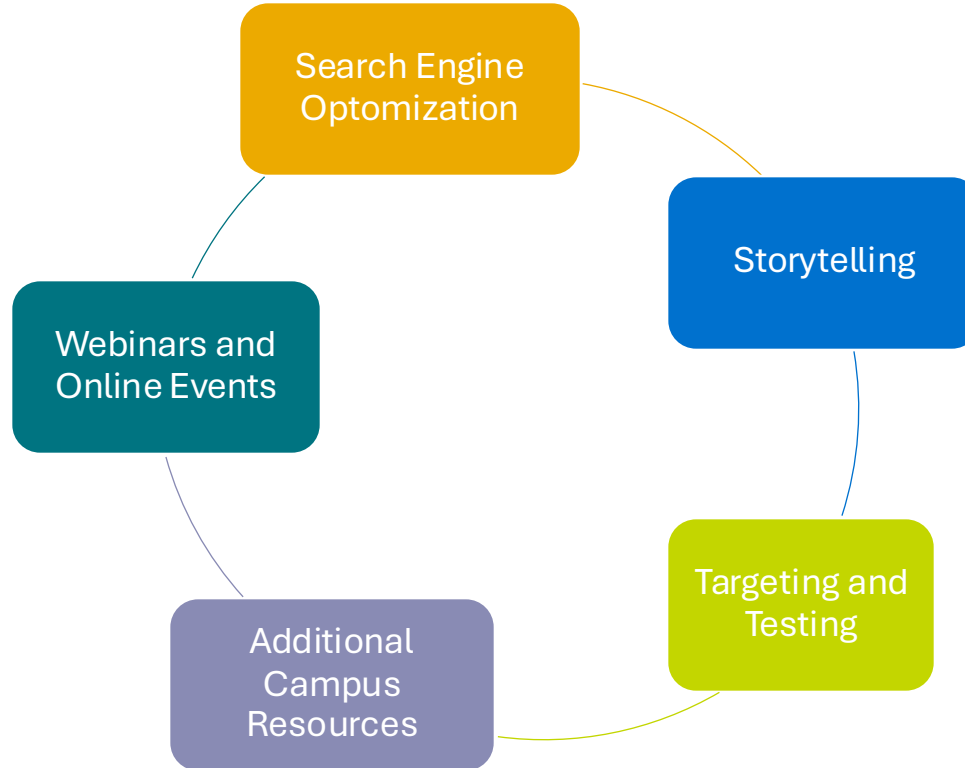 Search Engine
Optomization
Storytelling
Targeting and
Testing
Additional
Campus
Resources
Webinars and
Online Events